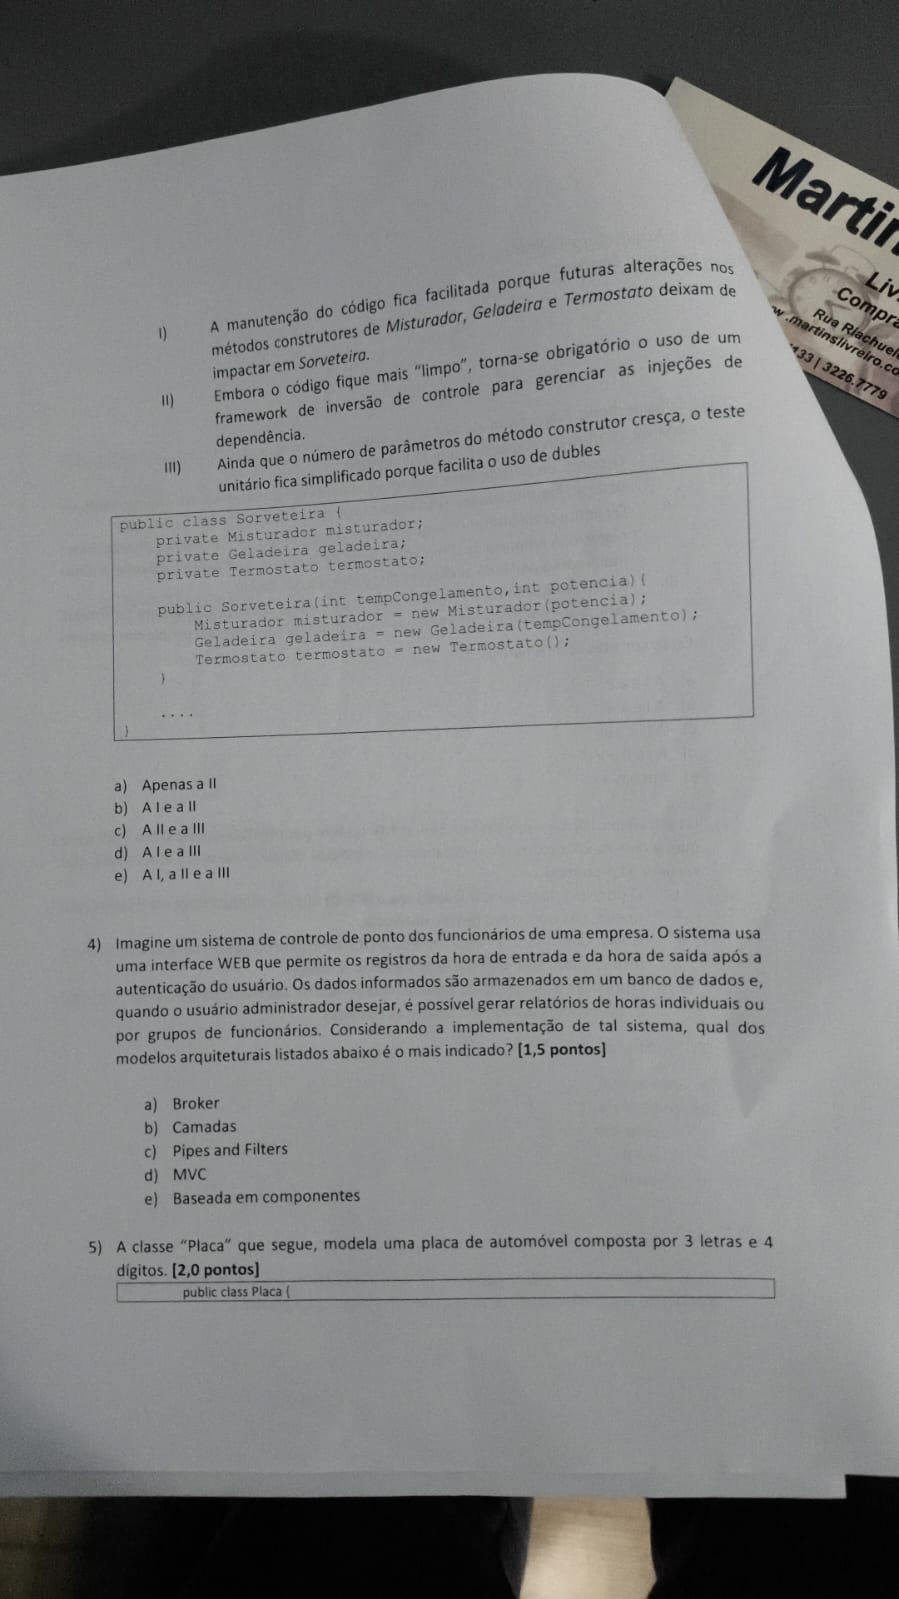 Martin
Liv
Compra
Rua Riachuel
w.martinslivreiro.co
133 | 3226.7779
I) A manutenção do código fica facilitada porque futuras alterações nos
métodos construtores de Misturador, Geladeira e Termostato deixam de
impactar em Sorveteira.
II) Embora o código fique mais "limpo", torna-se obrigatório o uso de um
framework de inversão de controle para gerenciar as injeções de
dependência.
III) Ainda que o número de parâmetros do método construtor cresça, o teste
unitário fica simplificado porque facilita o uso de dubles
public class Sorveteira {
private Misturador misturador;
private Geladeira geladeira;
private Termostato termostato;
public Sorveteira(int tempCongelamento,int potencia){
Misturador misturador = new Misturador(potencia);
Geladeira geladeira = new Geladeira(tempCongelamento);
Termostato termostato = new Termostato();
}
....
}
a) Apenas a II
b) A I e a II
c) A II e a III
d) A I e a III
e) A I, a II e a III
4) Imagine um sistema de controle de ponto dos funcionários de uma empresa. O sistema usa
uma interface WEB que permite os registros da hora de entrada e da hora de saída após a
autenticação do usuário. Os dados informados são armazenados em um banco de dados e,
quando o usuário administrador desejar, é possível gerar relatórios de horas individuais ou
por grupos de funcionários. Considerando a implementação de tal sistema, qual dos
modelos arquiteturais listados abaixo é o mais indicado? [1,5 pontos]
a) Broker
b) Camadas
c) Pipes and Filters
d) MVC
e) Baseada em componentes
5) A classe "Placa" que segue, modela uma placa de automóvel composta por 3 letras e 4
dígitos. [2,0 pontos]
public class Placa {